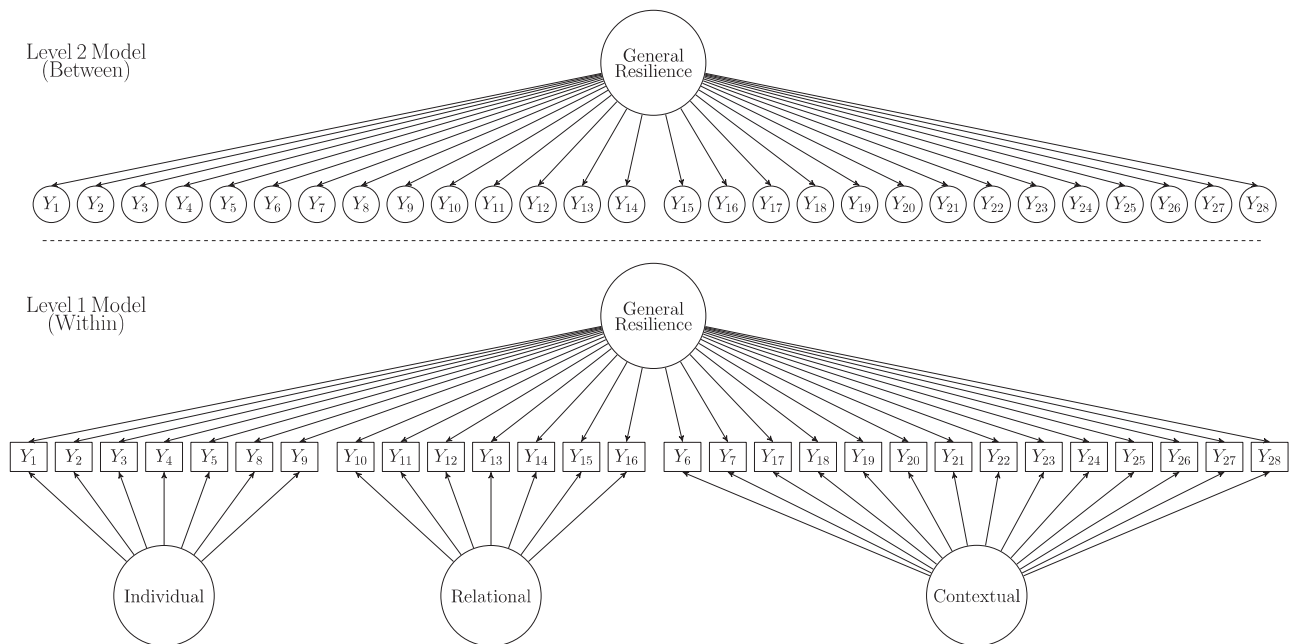 Level 2 Model
(Between)
General
Resilience
Y1 Y2 Y3 Y4 Y5 Y6 Y7 Y8 Y9 Y10 Y11 Y12 Y13 Y14 Y15 Y16 Y17 Y18 Y19 Y20 Y21 Y22 Y23 Y24 Y25 Y26 Y27 Y28
Level 1 Model
(Within)
General
Resilience
Y1 Y2 Y3 Y4 Y5 Y8 Y9 Y10 Y11 Y12 Y13 Y14 Y15 Y16 Y6 Y7 Y17 Y18 Y19 Y20 Y21 Y22 Y23 Y24 Y25 Y26 Y27 Y28
Individual Relational Contextual